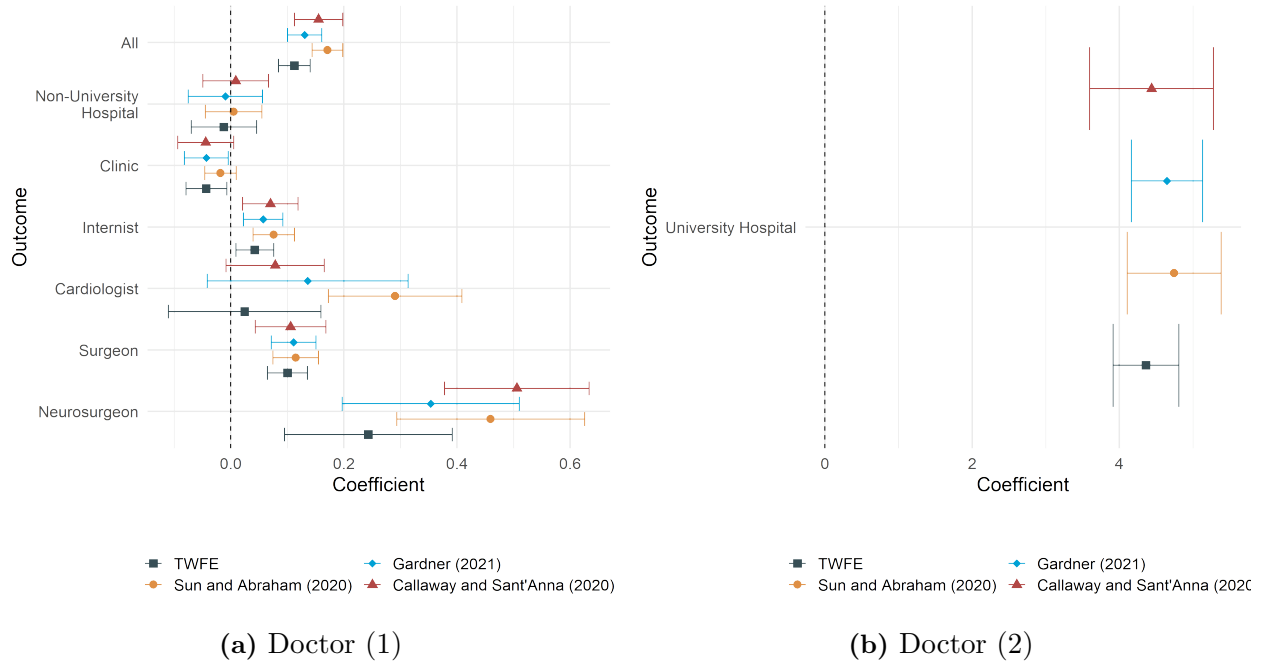 Outcome
All
Non-University
Hospital
Clinic
Internist
Cardiologist
Surgeon
Neurosurgeon
0.0 0.2 0.4 0.6
Coefficient
TWFE
Gardner (2021)
Sun and Abraham (2020)
Callaway and Sant'Anna (2020)
(a) Doctor (1)
Outcome
University Hospital
0 2 4
Coefficient
TWFE
Gardner (2021)
Sun and Abraham (2020)
Callaway and Sant'Anna (202C
(b) Doctor (2)